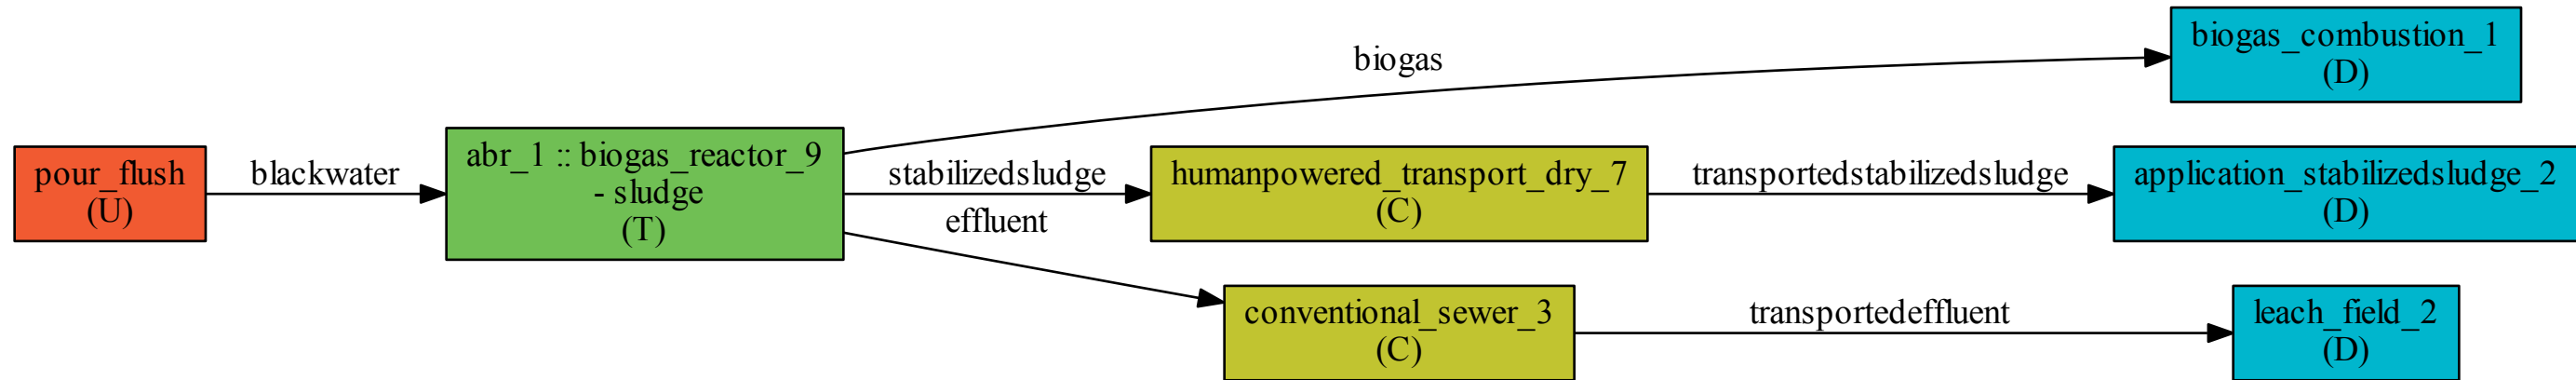 biogas_combustion_1
(D)
biogas
pour_flush
(U)
blackwater
abr_1 :: biogas_reactor_9
- sludge
(T)
stabilizedsludge
humanpowered_transport_dry_7
(C)
transportedstabilizedsludge
application_stabilizedsludge_2
(D)
effluent
conventional_sewer_3
(C)
transportedeffluent
leach_field_2
(D)